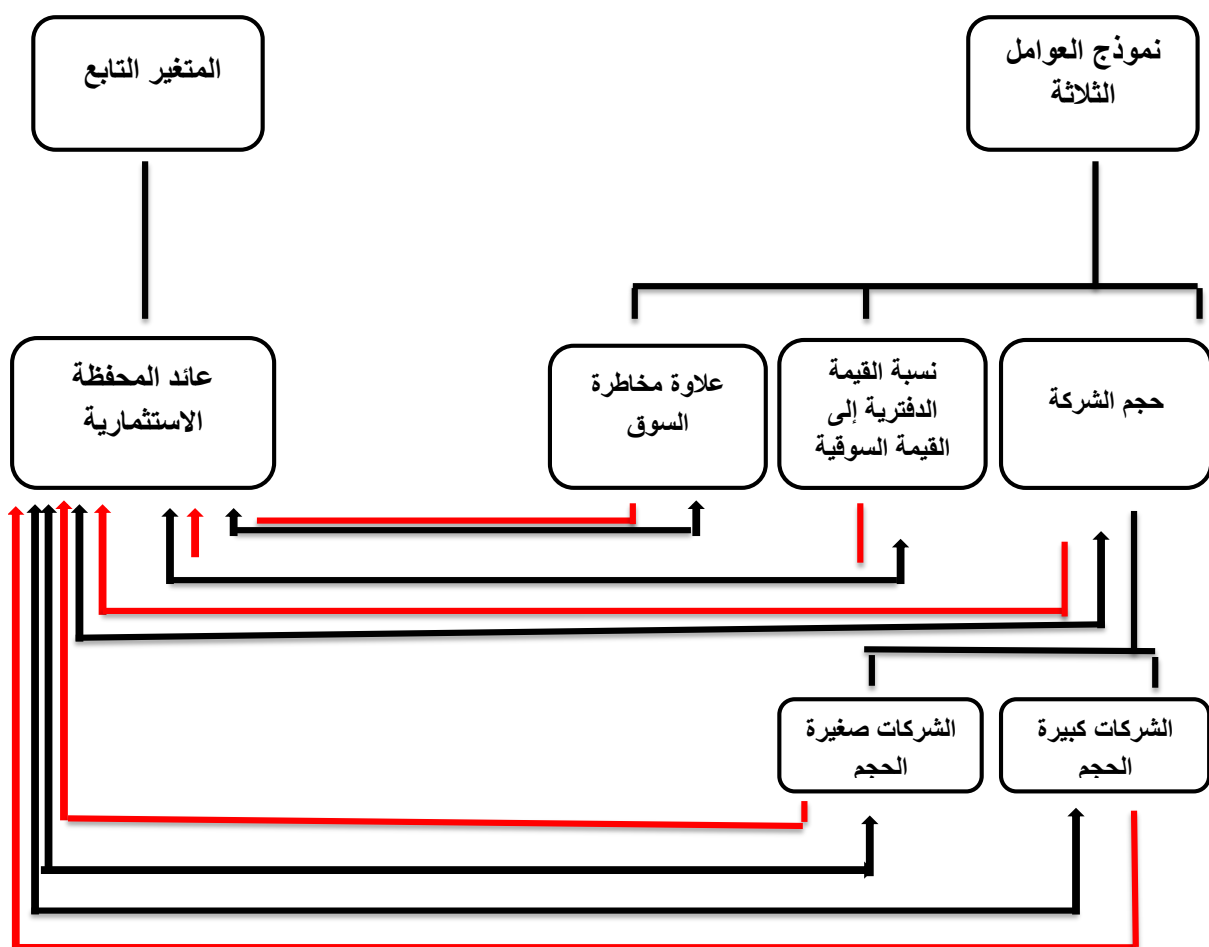 نموذج العوامل
الثلاثة
المتغير التابع
حجم الشركة
نسبة القيمة
الدفترية إلى
القيمة السوقية
علاوة مخاطرة
السوق
عائد المحفظة
الاستثمارية
الشركات كبيرة
الحجم
الشركات صغيرة
الحجم